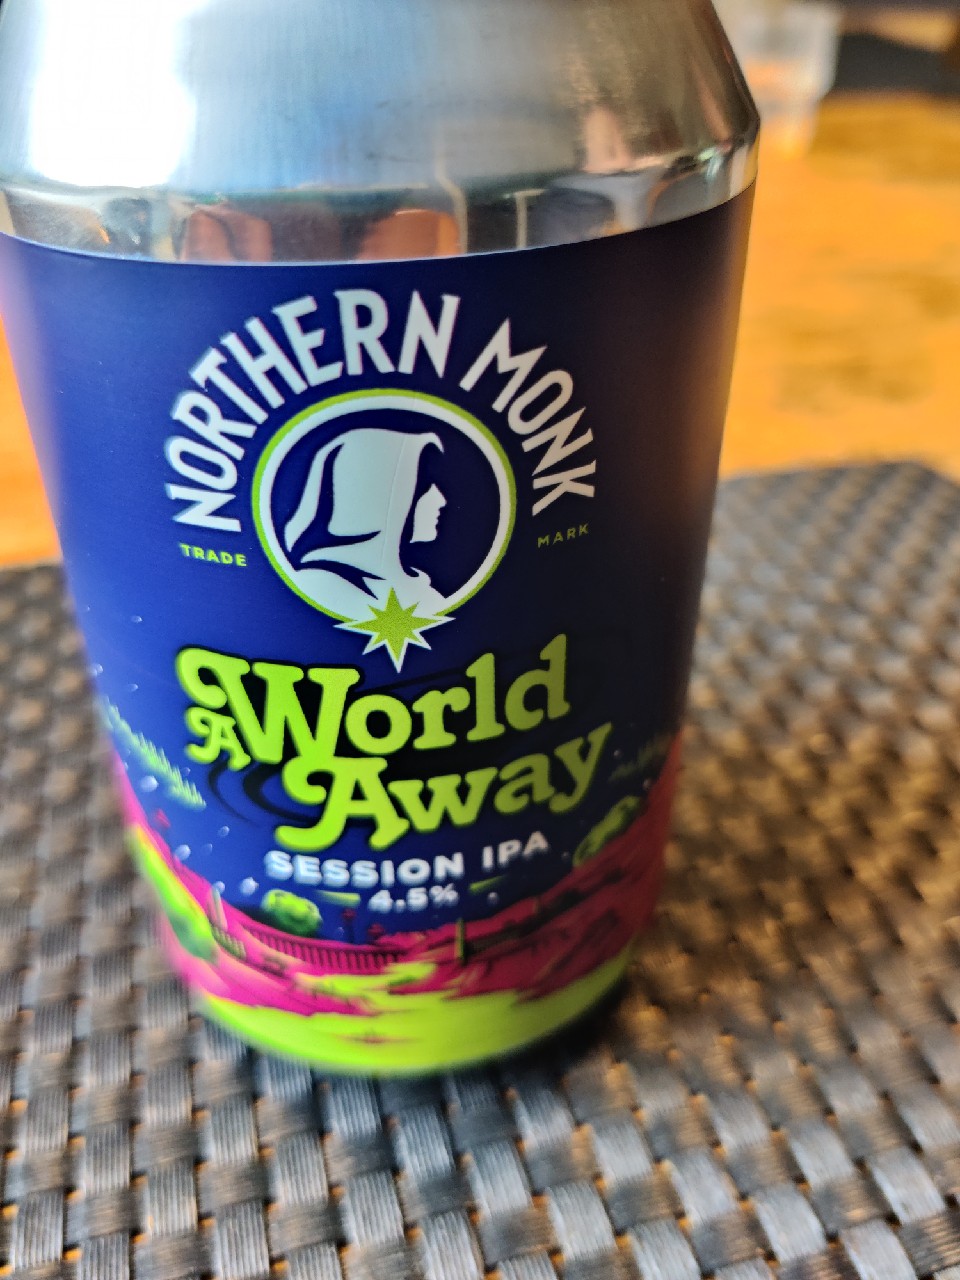 NORTHERN MONK
TRADE MARK
A World
Away
SESSION IPA
4.5%